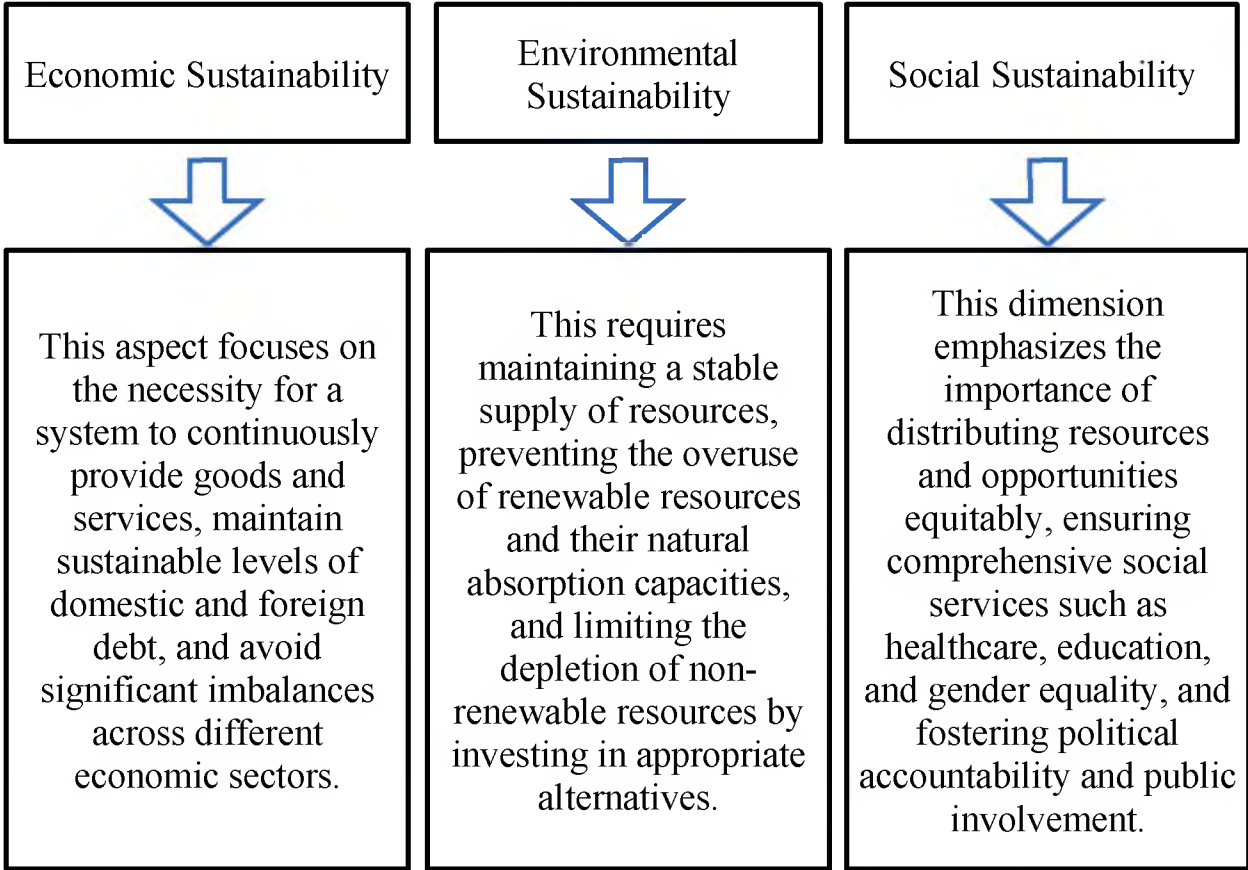 Economic Sustainability
Environmental
Sustainability
Social Sustainability
This aspect focuses on
the necessity for a
system to continuously
provide goods and
services, maintain
sustainable levels of
domestic and foreign
debt, and avoid
significant imbalances
across different
economic sectors.
This requires
maintaining a stable
supply of resources,
preventing the overuse
of renewable resources
and their natural
absorption capacities,
and limiting the
depletion of non-
renewable resources by
investing in appropriate
alternatives.
This dimension
emphasizes the
importance of
distributing resources
and opportunities
equitably, ensuring
comprehensive social
services such as
healthcare, education,
and gender equality, and
fostering political
accountability and public
involvement.